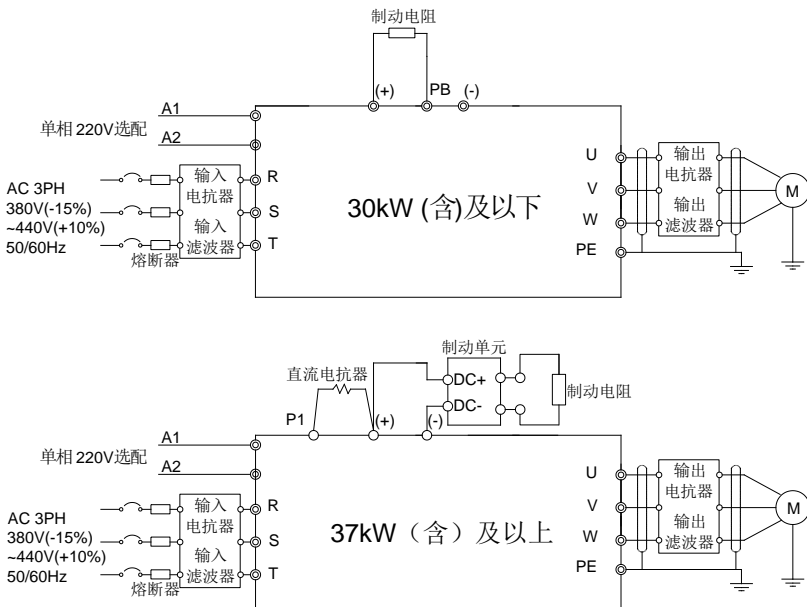 制动电阻
(+)
PB
(-)
A1
单相 220V选配
A2
AC 3PH
380V(-15%)
~440V(+10%)
50/60Hz
熔断器
输入
电抗器
输入
滤波器
R
S
T
30kW (含)及以下
U
V
W
PE
输出
电抗器
输出
滤波器
M
制动单元
直流电抗器
DC+
DC-
制动电阻
P1
(+)
(-)
A1
单相 220V选配
A2
AC 3PH
380V(-15%)
~440V(+10%)
50/60Hz
熔断器
输入
电抗器
输入
滤波器
R
S
T
37kW（含）及以上
U
V
W
PE
输出
电抗器
输出
滤波器
M